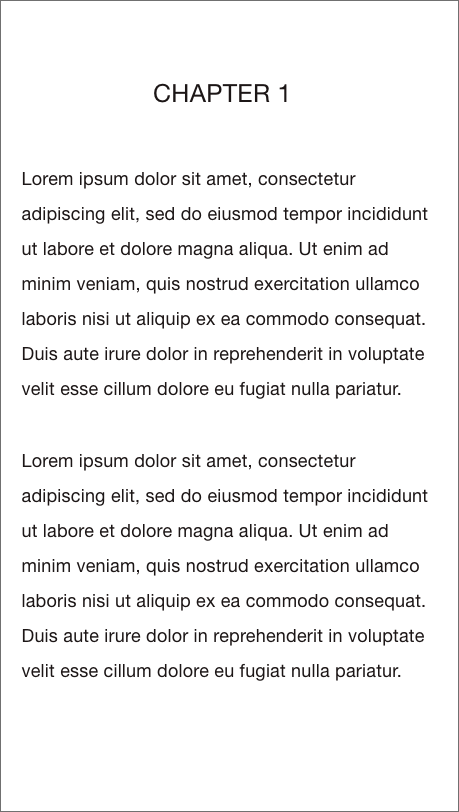 CHAPTER 1
Lorem ipsum dolor sit amet, consectetur
adipiscing elit, sed do eiusmod tempor incididunt
ut labore et dolore magna aliqua. Ut enim ad
minim veniam, quis nostrud exercitation ullamco
laboris nisi ut aliquip ex ea commodo consequat.
Duis aute irure dolor in reprehenderit in voluptate
velit esse cillum dolore eu fugiat nulla pariatur.
Lorem ipsum dolor sit amet, consectetur
adipiscing elit, sed do eiusmod tempor incididunt
ut labore et dolore magna aliqua. Ut enim ad
minim veniam, quis nostrud exercitation ullamco
laboris nisi ut aliquip ex ea commodo consequat.
Duis aute irure dolor in reprehenderit in voluptate
velit esse cillum dolore eu fugiat nulla pariatur.